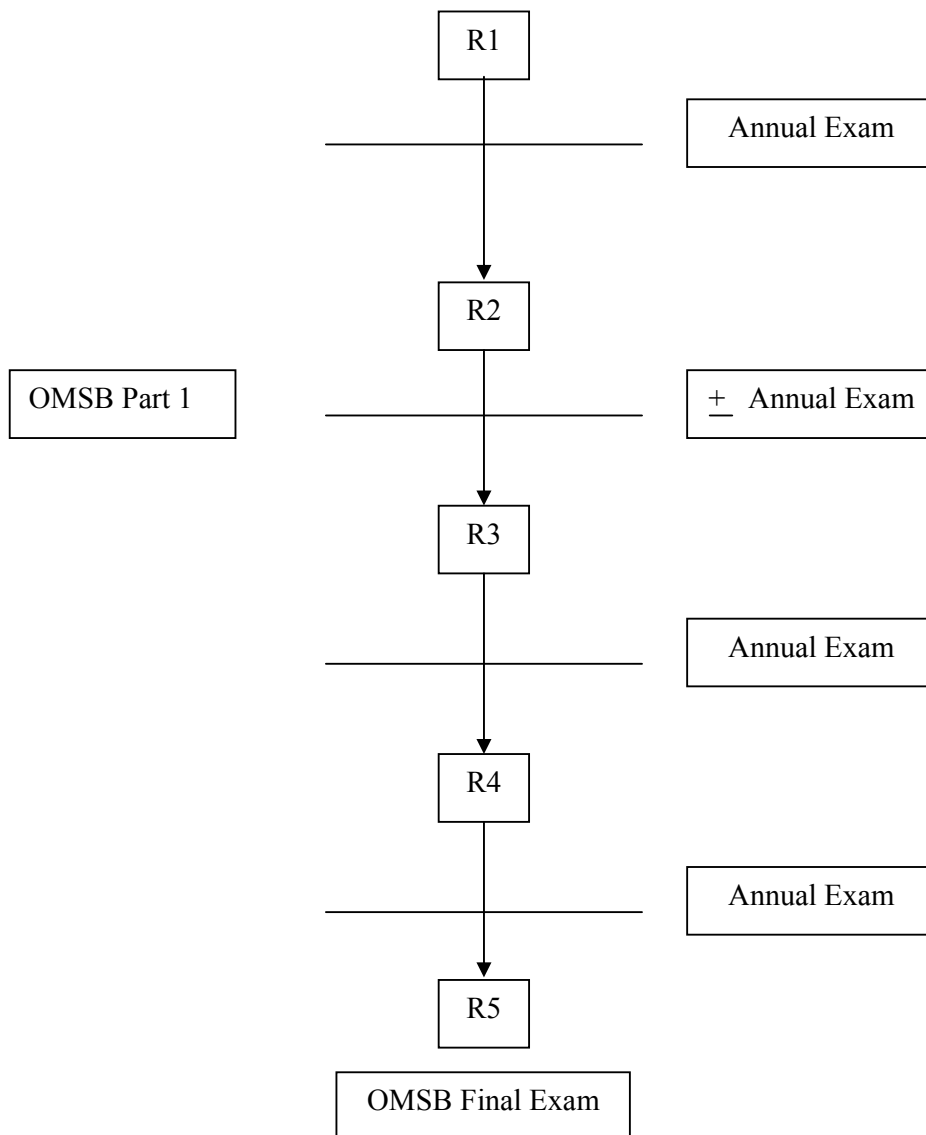 R1
Annual Exam
R2
OMSB Part 1
± Annual Exam
R3
Annual Exam
R4
Annual Exam
R5
OMSB Final Exam